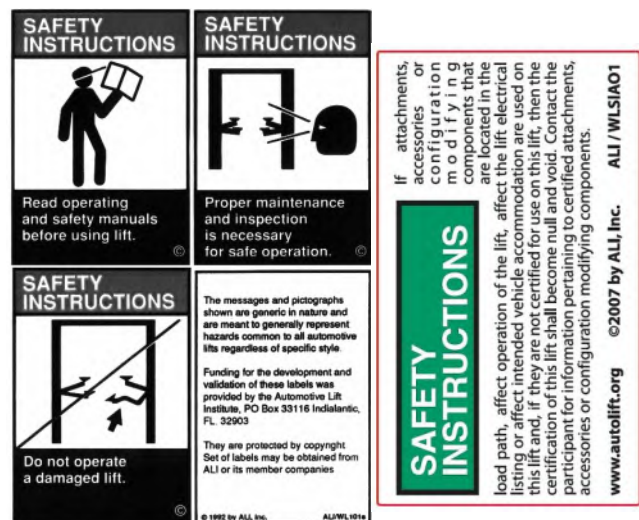 SAFETY
INSTRUCTIONS
Read operating
and safety manuals
before using lift.
©
SAFETY
INSTRUCTIONS
Proper maintenance
and inspection
is necessary
for safe operation.
©
SAFETY
INSTRUCTIONS
Do not operate
a damaged lift.
©
The messages and pictographs
shown are generic in nature and
are meant to generally represent
hazards common to all automotive
lifts regardless of specific style.
Funding for the development and
validation of these labels was
provided by the Automotive Lift
Institute, PO Box 33116 Indialantic,
FL. 32903
They are protected by copyright
Set of labels may be obtained from
ALI or its member companies
© 1992 by ALI, Inc. ALI/WL101s
SAFETY
INSTRUCTIONS
If attachments,
accessories or
configuration
modifying
components that
are located in the
load path, affect operation of the lift, affect the lift electrical
listing or affect intended vehicle accommodation are used on
this lift and, if they are not certified for use on this lift, then the
certification of this lift shall become null and void. Contact the
participant for information pertaining to certified attachments,
accessories or configuration modifying components.
www.autolift.org ©2007 by ALI, Inc. ALI / WLSIA01